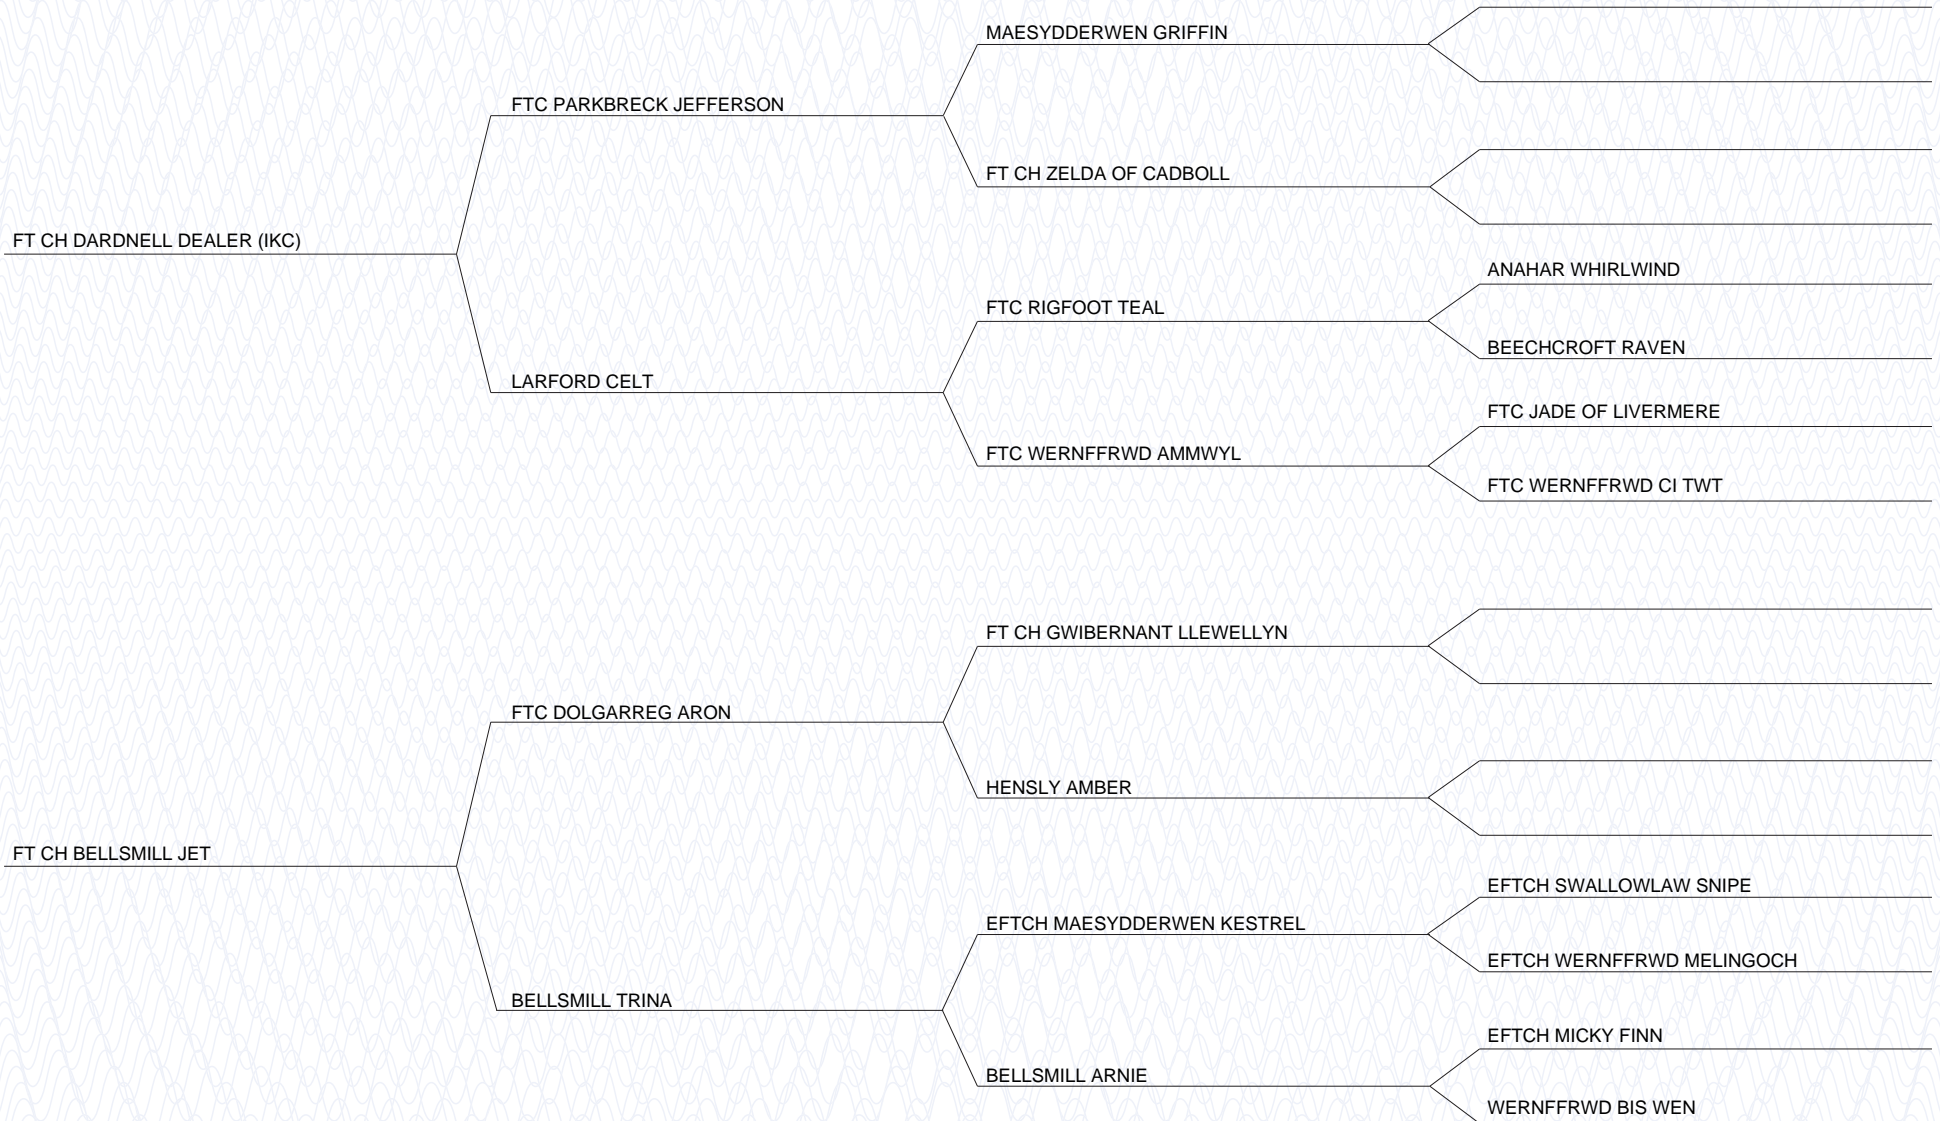 MAESYDDERWEN GRIFFIN
FTC PARKBRECK JEFFERSON
FT CH ZELDA OF CADBOLL
FT CH DARDNELL DEALER (IKC)
ANAHAR WHIRLWIND
FTC RIGFOOT TEAL
BEECHCROFT RAVEN
LARFORD CELT
FTC JADE OF LIVERMERE
FTC WERNFFRWD AMMWYL
FTC WERNFFRWD CI TWT
FT CH GWIBERNANT LLEWELLYN
FTC DOLGARREG ARON
HENSLY AMBER
FT CH BELLSMILL JET
EFTCH SWALLOWLAW SNIPE
EFTCH MAESYDDERWEN KESTREL
EFTCH WERNFFRWD MELINGOCH
BELLSMILL TRINA
EFTCH MICKY FINN
BELLSMILL ARNIE
WERNFFRWD BIS WEN